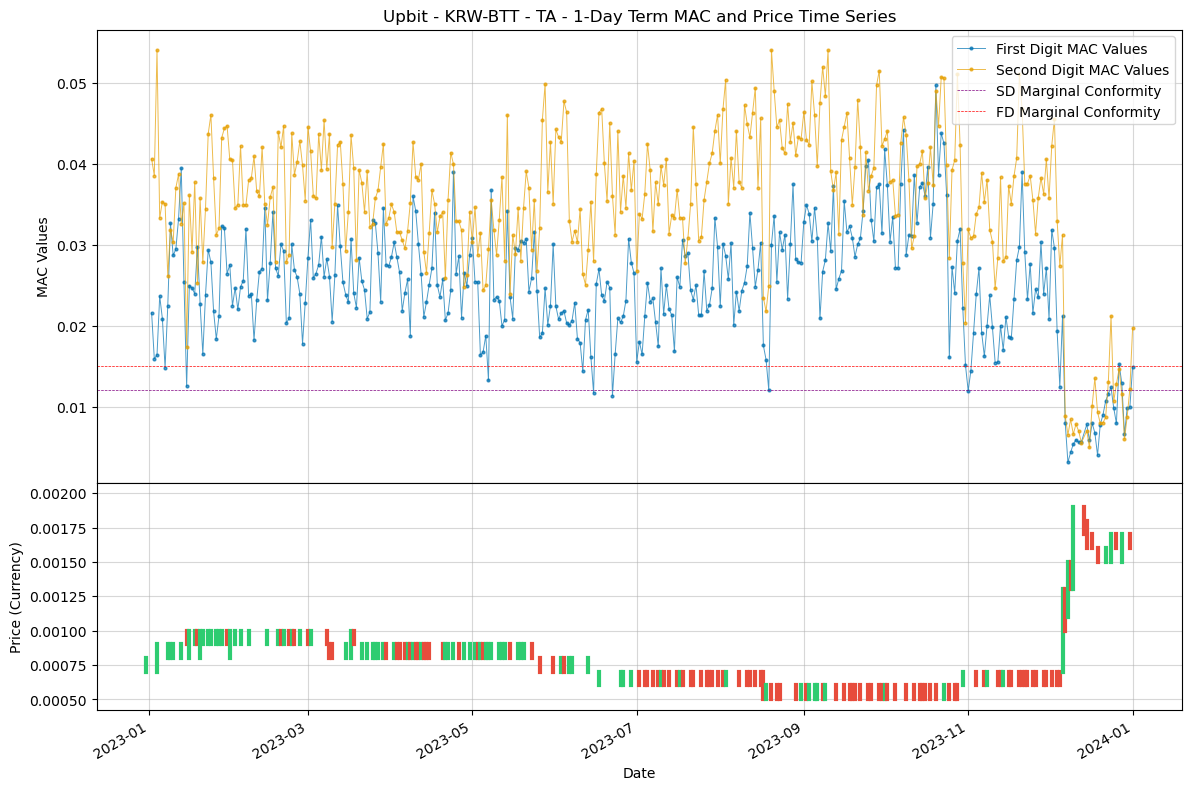 Upbit - KRW-BTT - TA - 1-Day Term MAC and Price Time Series
First Digit MAC Values
Second Digit MAC Values
SD Marginal Conformity
FD Marginal Conformity
MAC Values
0.05
0.04
0.03
0.02
0.01
Price (Currency)
0.00200
0.00175
0.00150
0.00125
0.00100
0.00075
0.00050
2023-01
2023-03
2023-05
2023-07
2023-09
2023-11
2024-01
Date